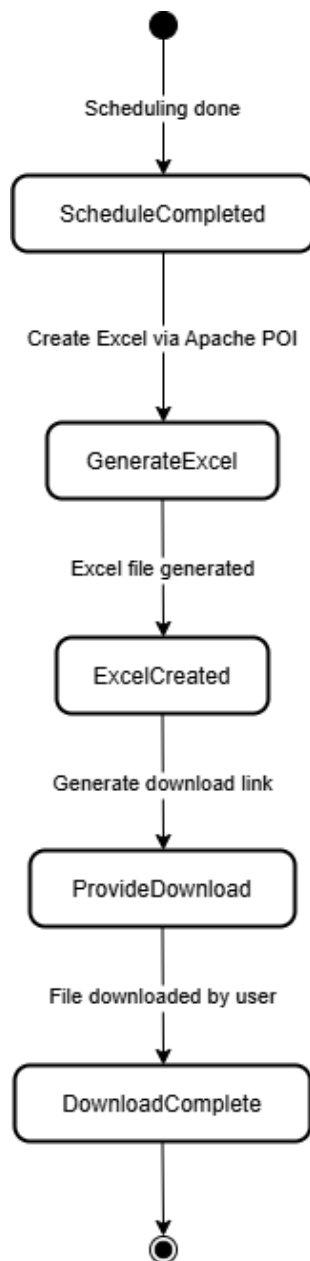 Scheduling done
ScheduleCompleted
Create Excel via Apache POI
GenerateExcel
Excel file generated
ExcelCreated
Generate download link
ProvideDownload
File downloaded by user
DownloadComplete